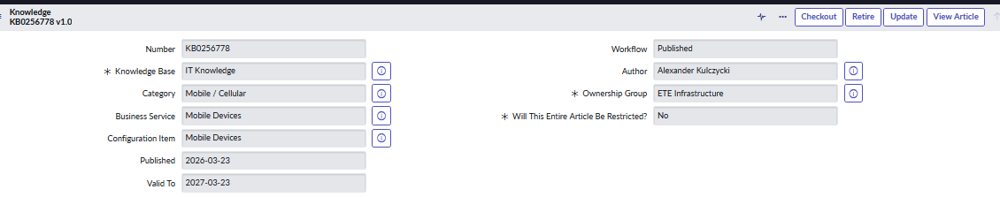 Knowledge
KB0256778 v1.0
Checkout
Retire
Update
View Article
Number KB0256778
Workflow Published
Knowledge Base IT Knowledge
Author Alexander Kulczycki
Category Mobile / Cellular
Ownership Group ETE Infrastructure
Business Service Mobile Devices
Will This Entire Article Be Restricted? No
Configuration Item Mobile Devices
Published 2026-03-23
Valid To 2027-03-23